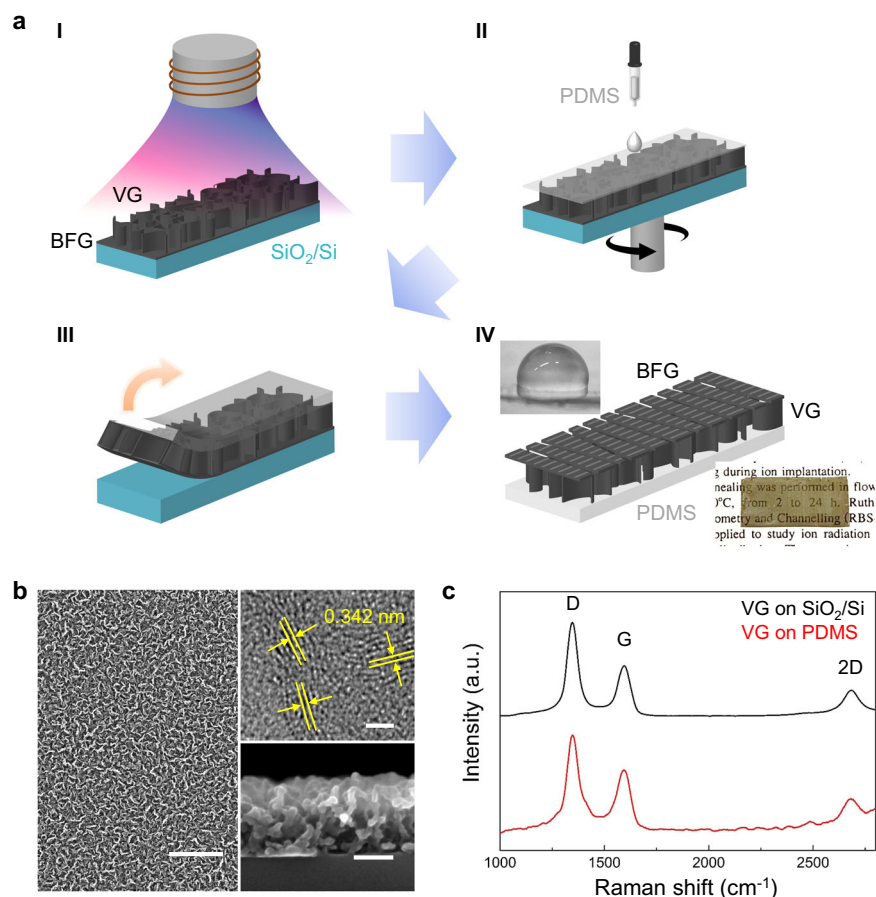 a
I
II
PDMS
VG
BFG
SiO₂/Si
III
IV
BFG
VG
PDMS
g during ion implantation.
nealing was performed in flow
0°C, from 2 to 24 h. Ruth
ometry and Channelling (RBS-
pplied to study ion radiation
b
0.342 nm
c
D
G
2D
VG on SiO₂/Si
VG on PDMS
Intensity (a.u.)
1000
1500
2000
2500
Raman shift (cm⁻¹)